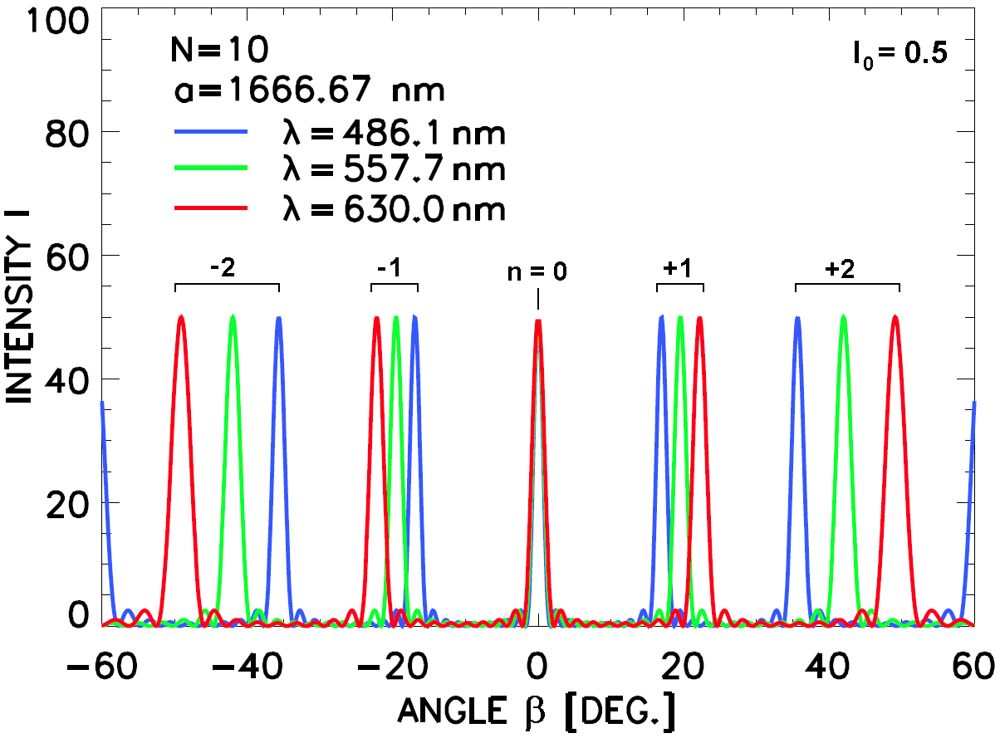 100
N=10
I0 = 0.5
a=1666.67 nm
80
λ = 486.1 nm
λ = 557.7 nm
λ = 630.0 nm
60
-2
-1
n = 0
+1
+2
INTENSITY I
40
20
0
−60
−40
−20
0
20
40
60
ANGLE β [DEG.]